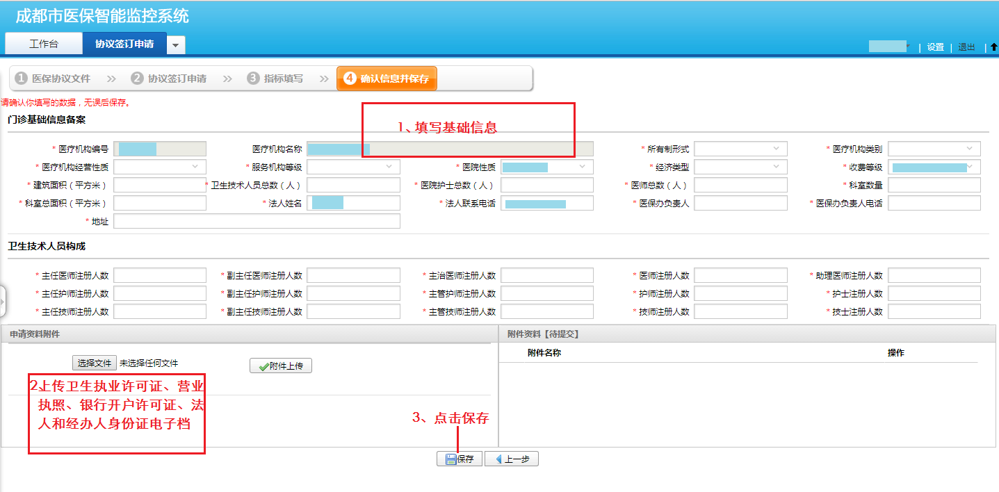 成都市医保智能监控系统
工作台 协议签订申请
| 设置 | 退出 |
1 医保协议文件 >> 2 协议签订申请 >> 3 指标填写 >> 4 确认信息并保存
请确认你填写的数据，无误后保存。
门诊基础信息备案
1、填写基础信息
* 医疗机构编号 医疗机构名称 * 所有制形式 * 医疗机构类别
* 医疗机构经营性质 * 服务机构等级 * 医院性质 * 经济类型 * 收费等级
* 建筑面积（平方米） * 卫生技术人员总数（人） * 医院护士总数（人） * 医师总数（人） * 科室数量
* 科室总面积（平方米） * 法人姓名 * 法人联系电话 * 医保办负责人 * 医保办负责人电话
* 地址
卫生技术人员构成
* 主任医师注册人数 * 副主任医师注册人数 * 主治医师注册人数 * 医师注册人数 * 助理医师注册人数
* 主任护师注册人数 * 副主任护师注册人数 * 主管护师注册人数 * 护师注册人数 * 护士注册人数
* 主任技师注册人数 * 副主任技师注册人数 * 主管技师注册人数 * 技师注册人数 * 技士注册人数
申请资料附件 附件资料【待提交】
附件名称 操作
选择文件 未选择任何文件 附件上传
2、上传卫生执业许可证、营业
执照、银行开户许可证、法
人和经办人身份证电子档
3、点击保存
保存 上一步